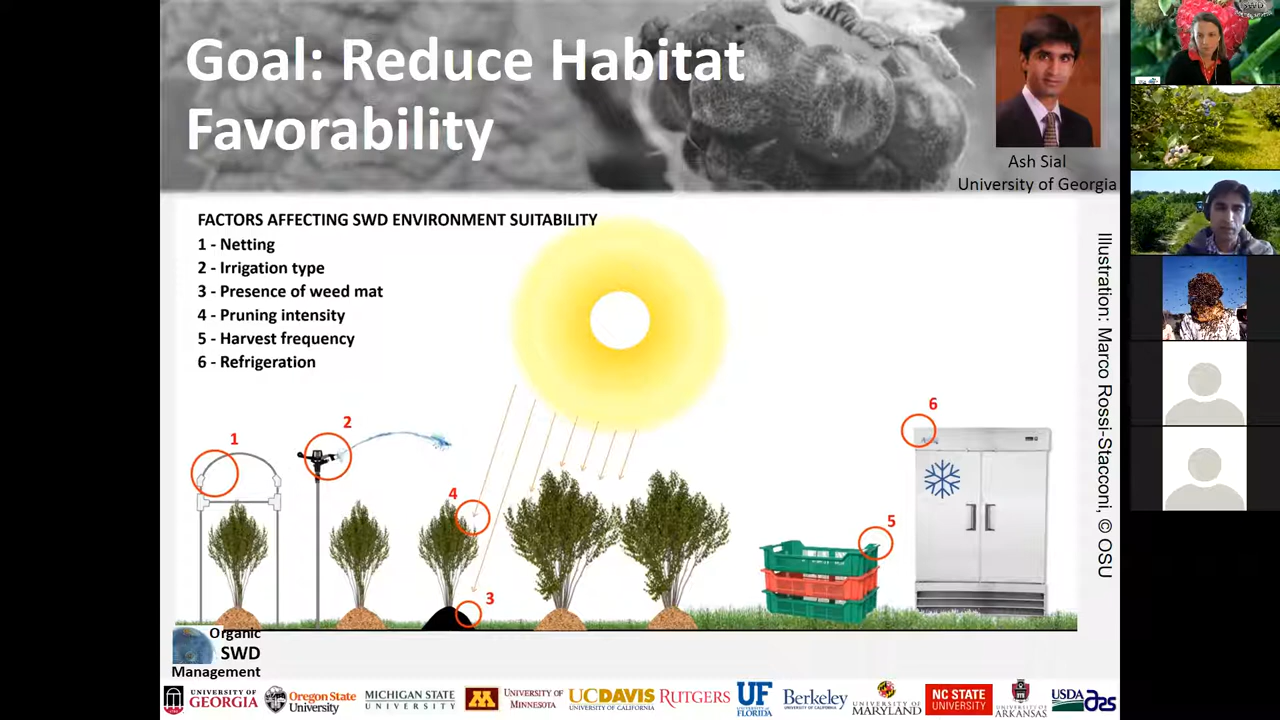 Goal: Reduce Habitat
Favorability
Ash Sial
University of Georgia
FACTORS AFFECTING SWD ENVIRONMENT SUITABILITY
1 - Netting
2 - Irrigation type
3 - Presence of weed mat
4 - Pruning intensity
5 - Harvest frequency
6 - Refrigeration
1
2
3
4
5
6
Illustration: Marco Rossi-Stacconi, © OSU
Organic
SWD
Management
UNIVERSITY OF
GEORGIA
Oregon State
University
MICHIGAN STATE
UNIVERSITY
M
UNIVERSITY OF
MINNESOTA
UCDAVIS
UNIVERSITY OF CALIFORNIA
RUTGERS
UF
UNIVERSITY of
FLORIDA
Berkeley
UNIVERSITY OF CALIFORNIA
UNIVERSITY OF
MARYLAND
NC STATE
UNIVERSITY
UNIVERSITY OF
ARKANSAS
USDA
ars